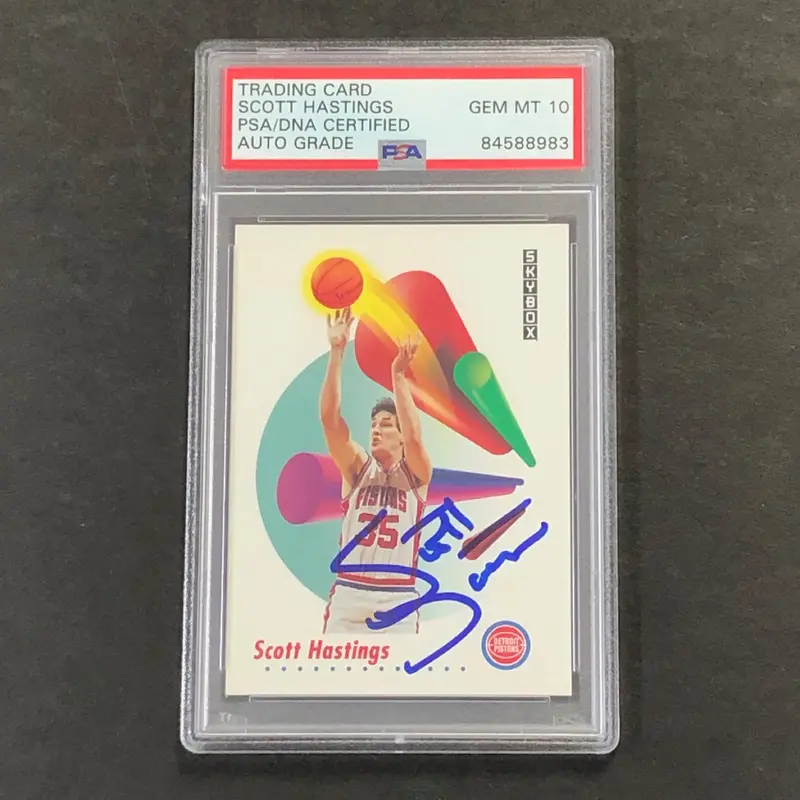 TRADING CARD
SCOTT HASTINGS GEM MT 10
PSA/DNA CERTIFIED
AUTO GRADE PSA 84588983
SKYBOX
PISTONS
35
Scott Hastings
DETROIT
PISTONS